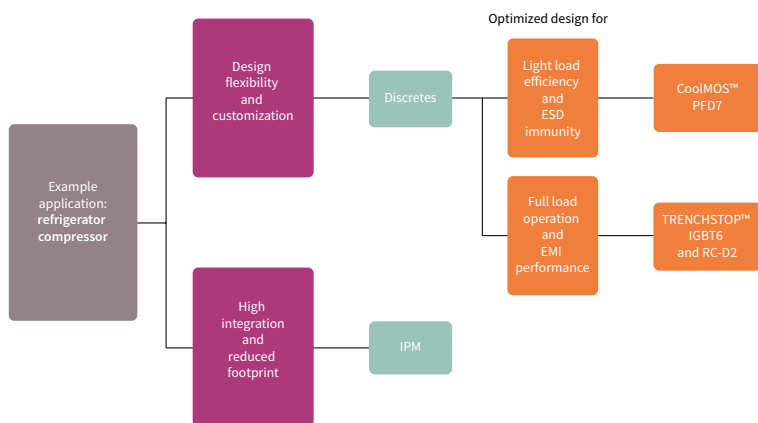 Optimized design for
Example
application:
refrigerator
compressor
Design
flexibility
and
customization
Discretes
Light load
efficiency
and
ESD
immunity
CoolMOS™
PFD7
Full load
operation
and
EMI
performance
TRENCHSTOP™
IGBT6
and RC-D2
High
integration
and
reduced
footprint
IPM